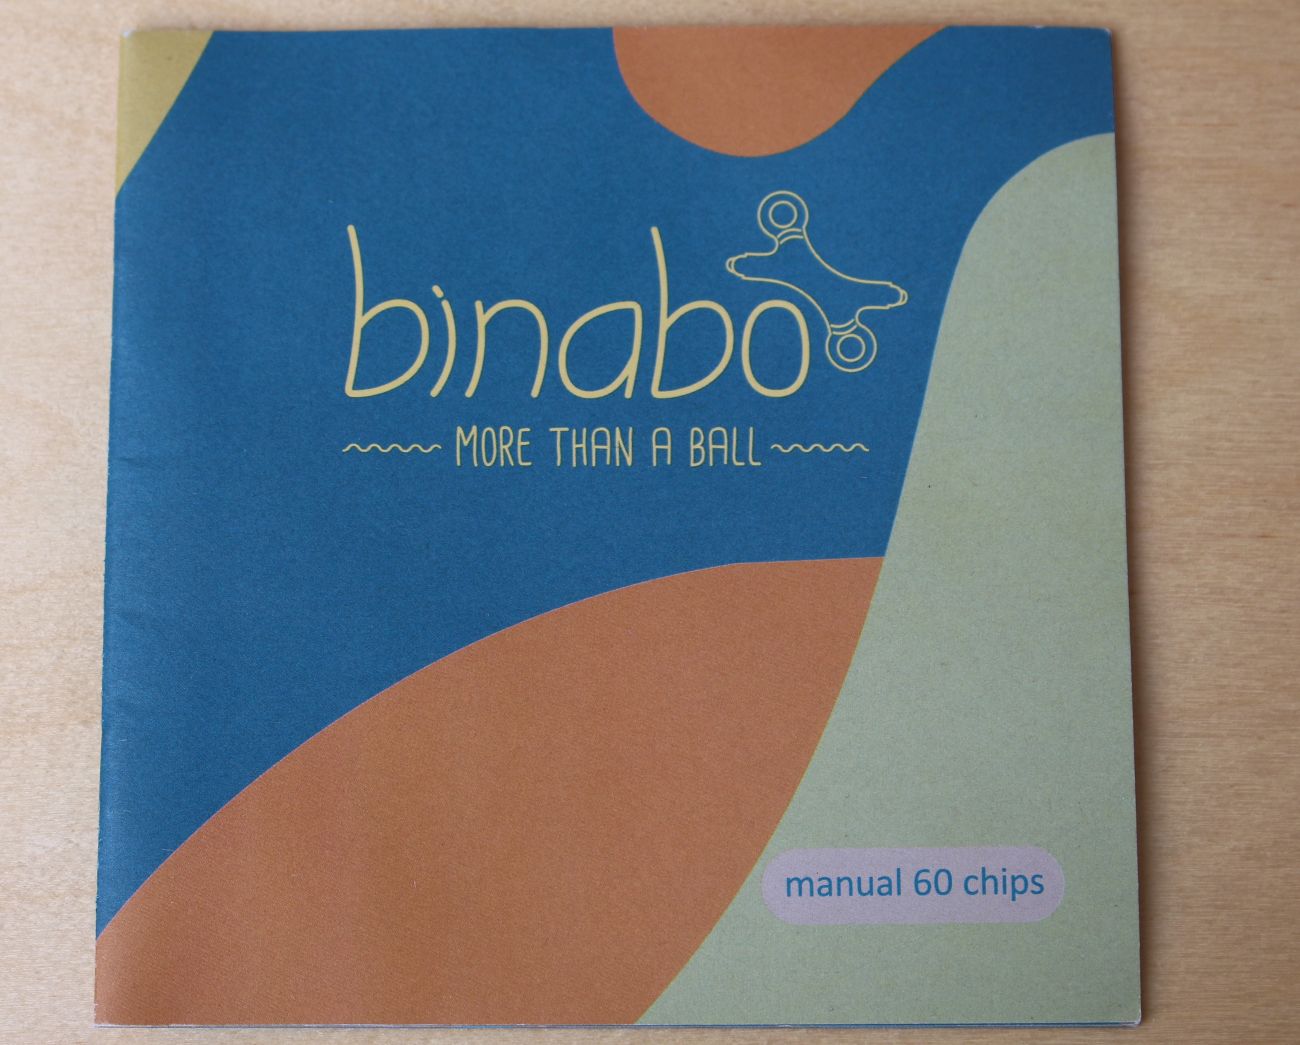 binabo
MORE THAN A BALL
manual 60 chips